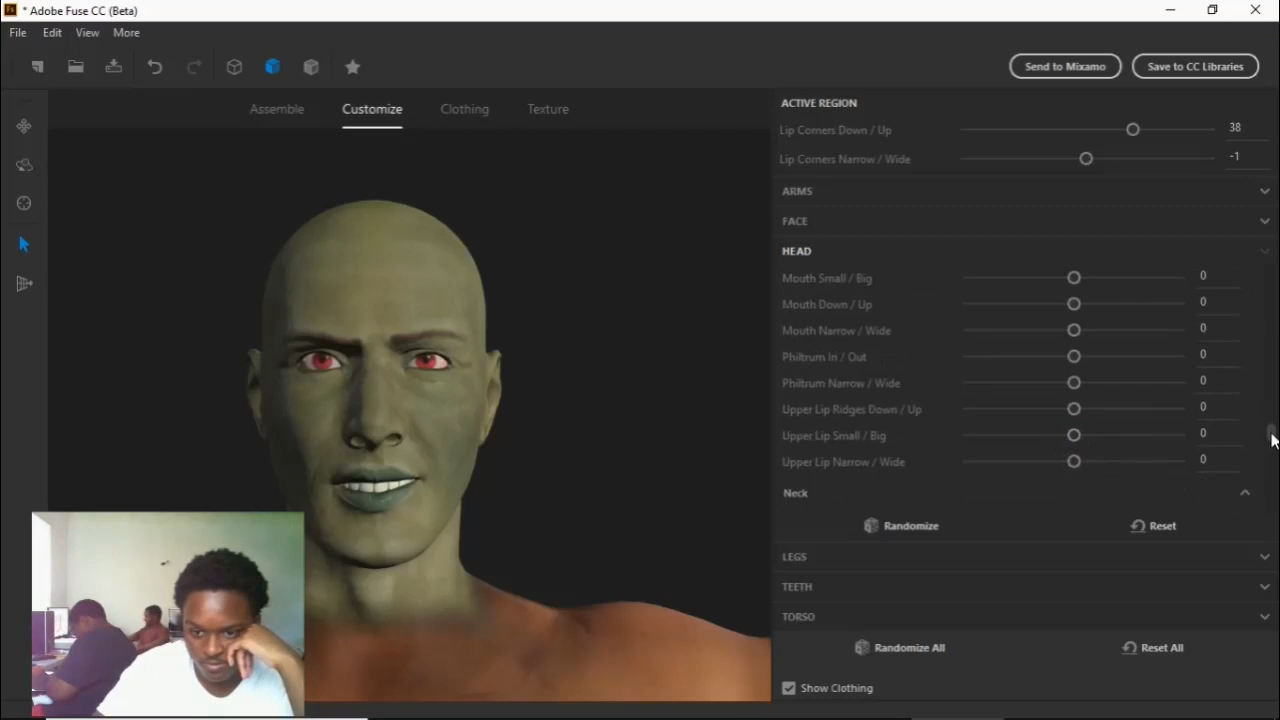 Fs * Adobe Fuse CC (Beta)
File Edit View More
Send to Mixamo Save to CC Libraries
Assemble Customize Clothing Texture
ACTIVE REGION
Lip Corners Down / Up 38
Lip Corners Narrow / Wide -1
ARMS
FACE
HEAD
Mouth Small / Big 0
Mouth Down / Up 0
Mouth Narrow / Wide 0
Philtrum In / Out 0
Philtrum Narrow / Wide 0
Upper Lip Ridges Down / Up 0
Upper Lip Small / Big 0
Upper Lip Narrow / Wide 0
Neck
Randomize Reset
LEGS
TEETH
TORSO
Randomize All Reset All
Show Clothing